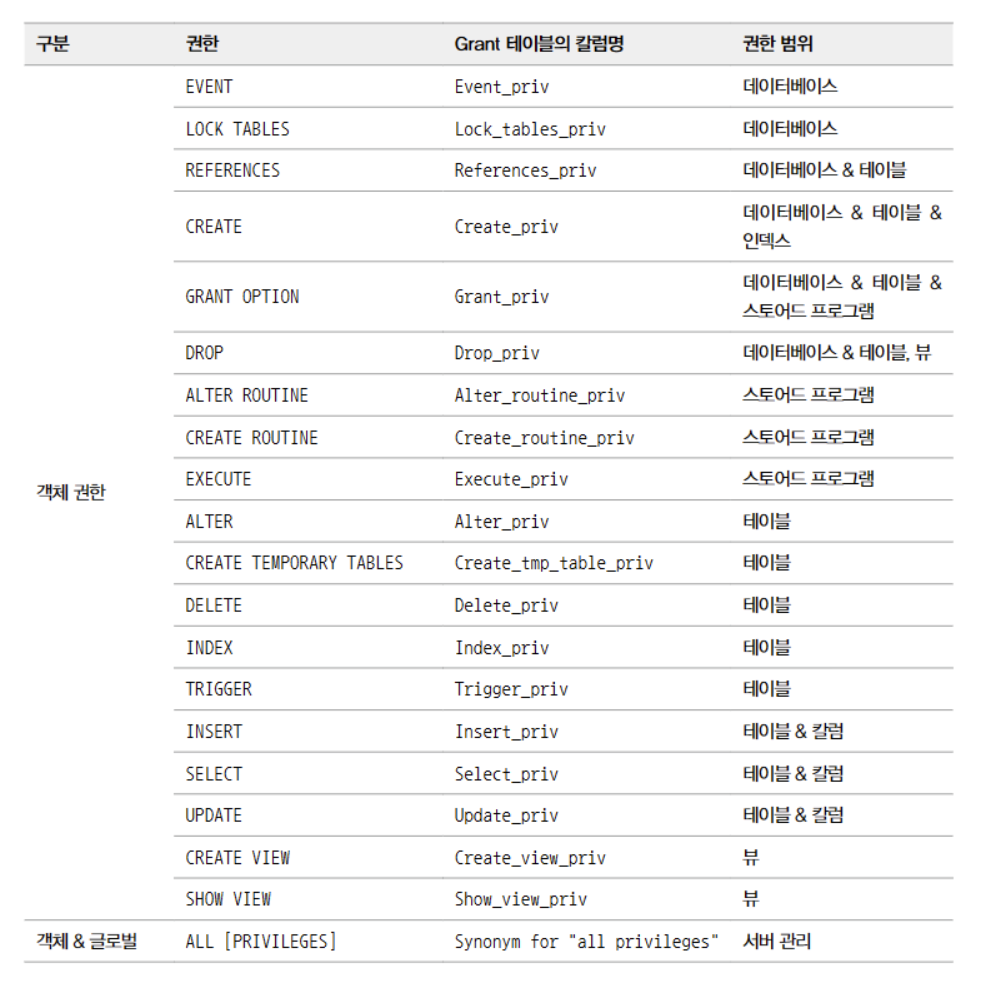 구분 권한 Grant 테이블의 칼럼명 권한 범위
EVENT Event_priv 데이터베이스
LOCK TABLES Lock_tables_priv 데이터베이스
REFERENCES References_priv 데이터베이스 & 테이블
CREATE Create_priv 데이터베이스 & 테이블 &
인덱스
GRANT OPTION Grant_priv 데이터베이스 & 테이블 &
스토어드 프로그램
DROP Drop_priv 데이터베이스 & 테이블, 뷰
ALTER ROUTINE Alter_routine_priv 스토어드 프로그램
CREATE ROUTINE Create_routine_priv 스토어드 프로그램
객체 권한 EXECUTE Execute_priv 스토어드 프로그램
ALTER Alter_priv 테이블
CREATE TEMPORARY TABLES Create_tmp_table_priv 테이블
DELETE Delete_priv 테이블
INDEX Index_priv 테이블
TRIGGER Trigger_priv 테이블
INSERT Insert_priv 테이블 & 칼럼
SELECT Select_priv 테이블 & 칼럼
UPDATE Update_priv 테이블 & 칼럼
CREATE VIEW Create_view_priv 뷰
SHOW VIEW Show_view_priv 뷰
객체 & 글로벌 ALL [PRIVILEGES] Synonym for "all privileges" 서버 관리